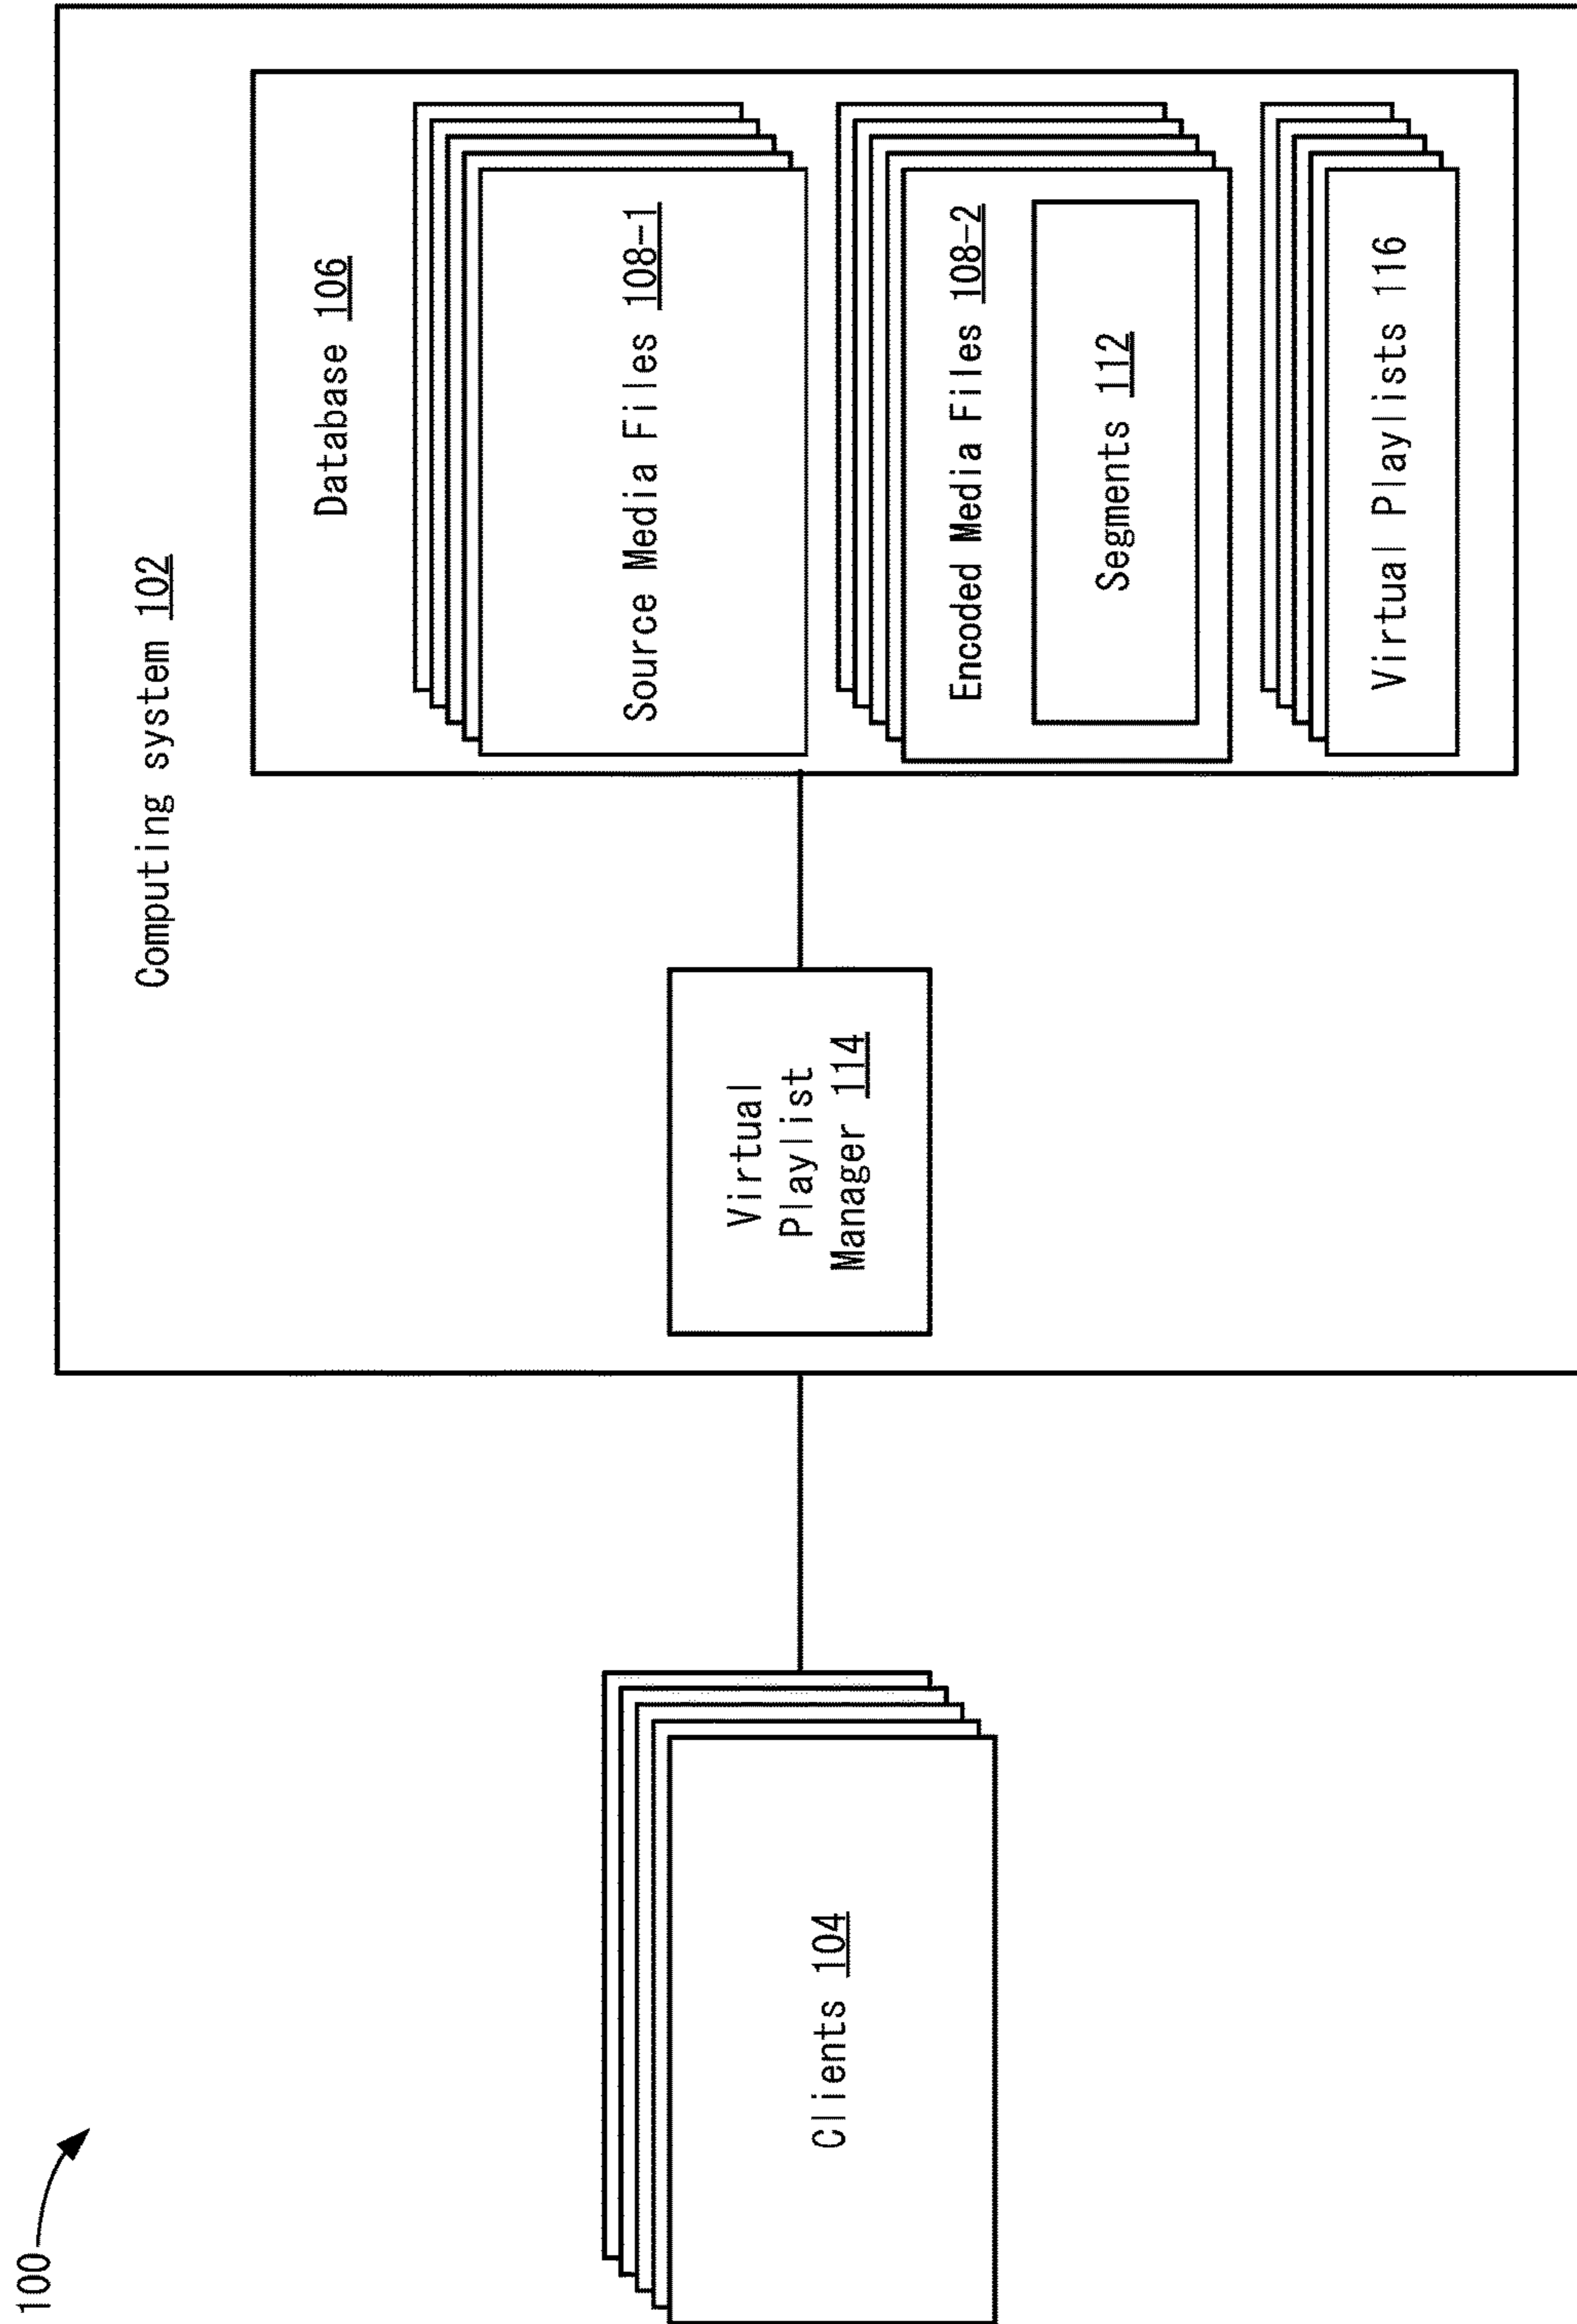 100
Computing system 102
Database 106
Source Media Files 108-1
Encoded Media Files 108-2
Segments 112
Virtual Playlists 116
Virtual
Playlist
Manager 114
Clients 104